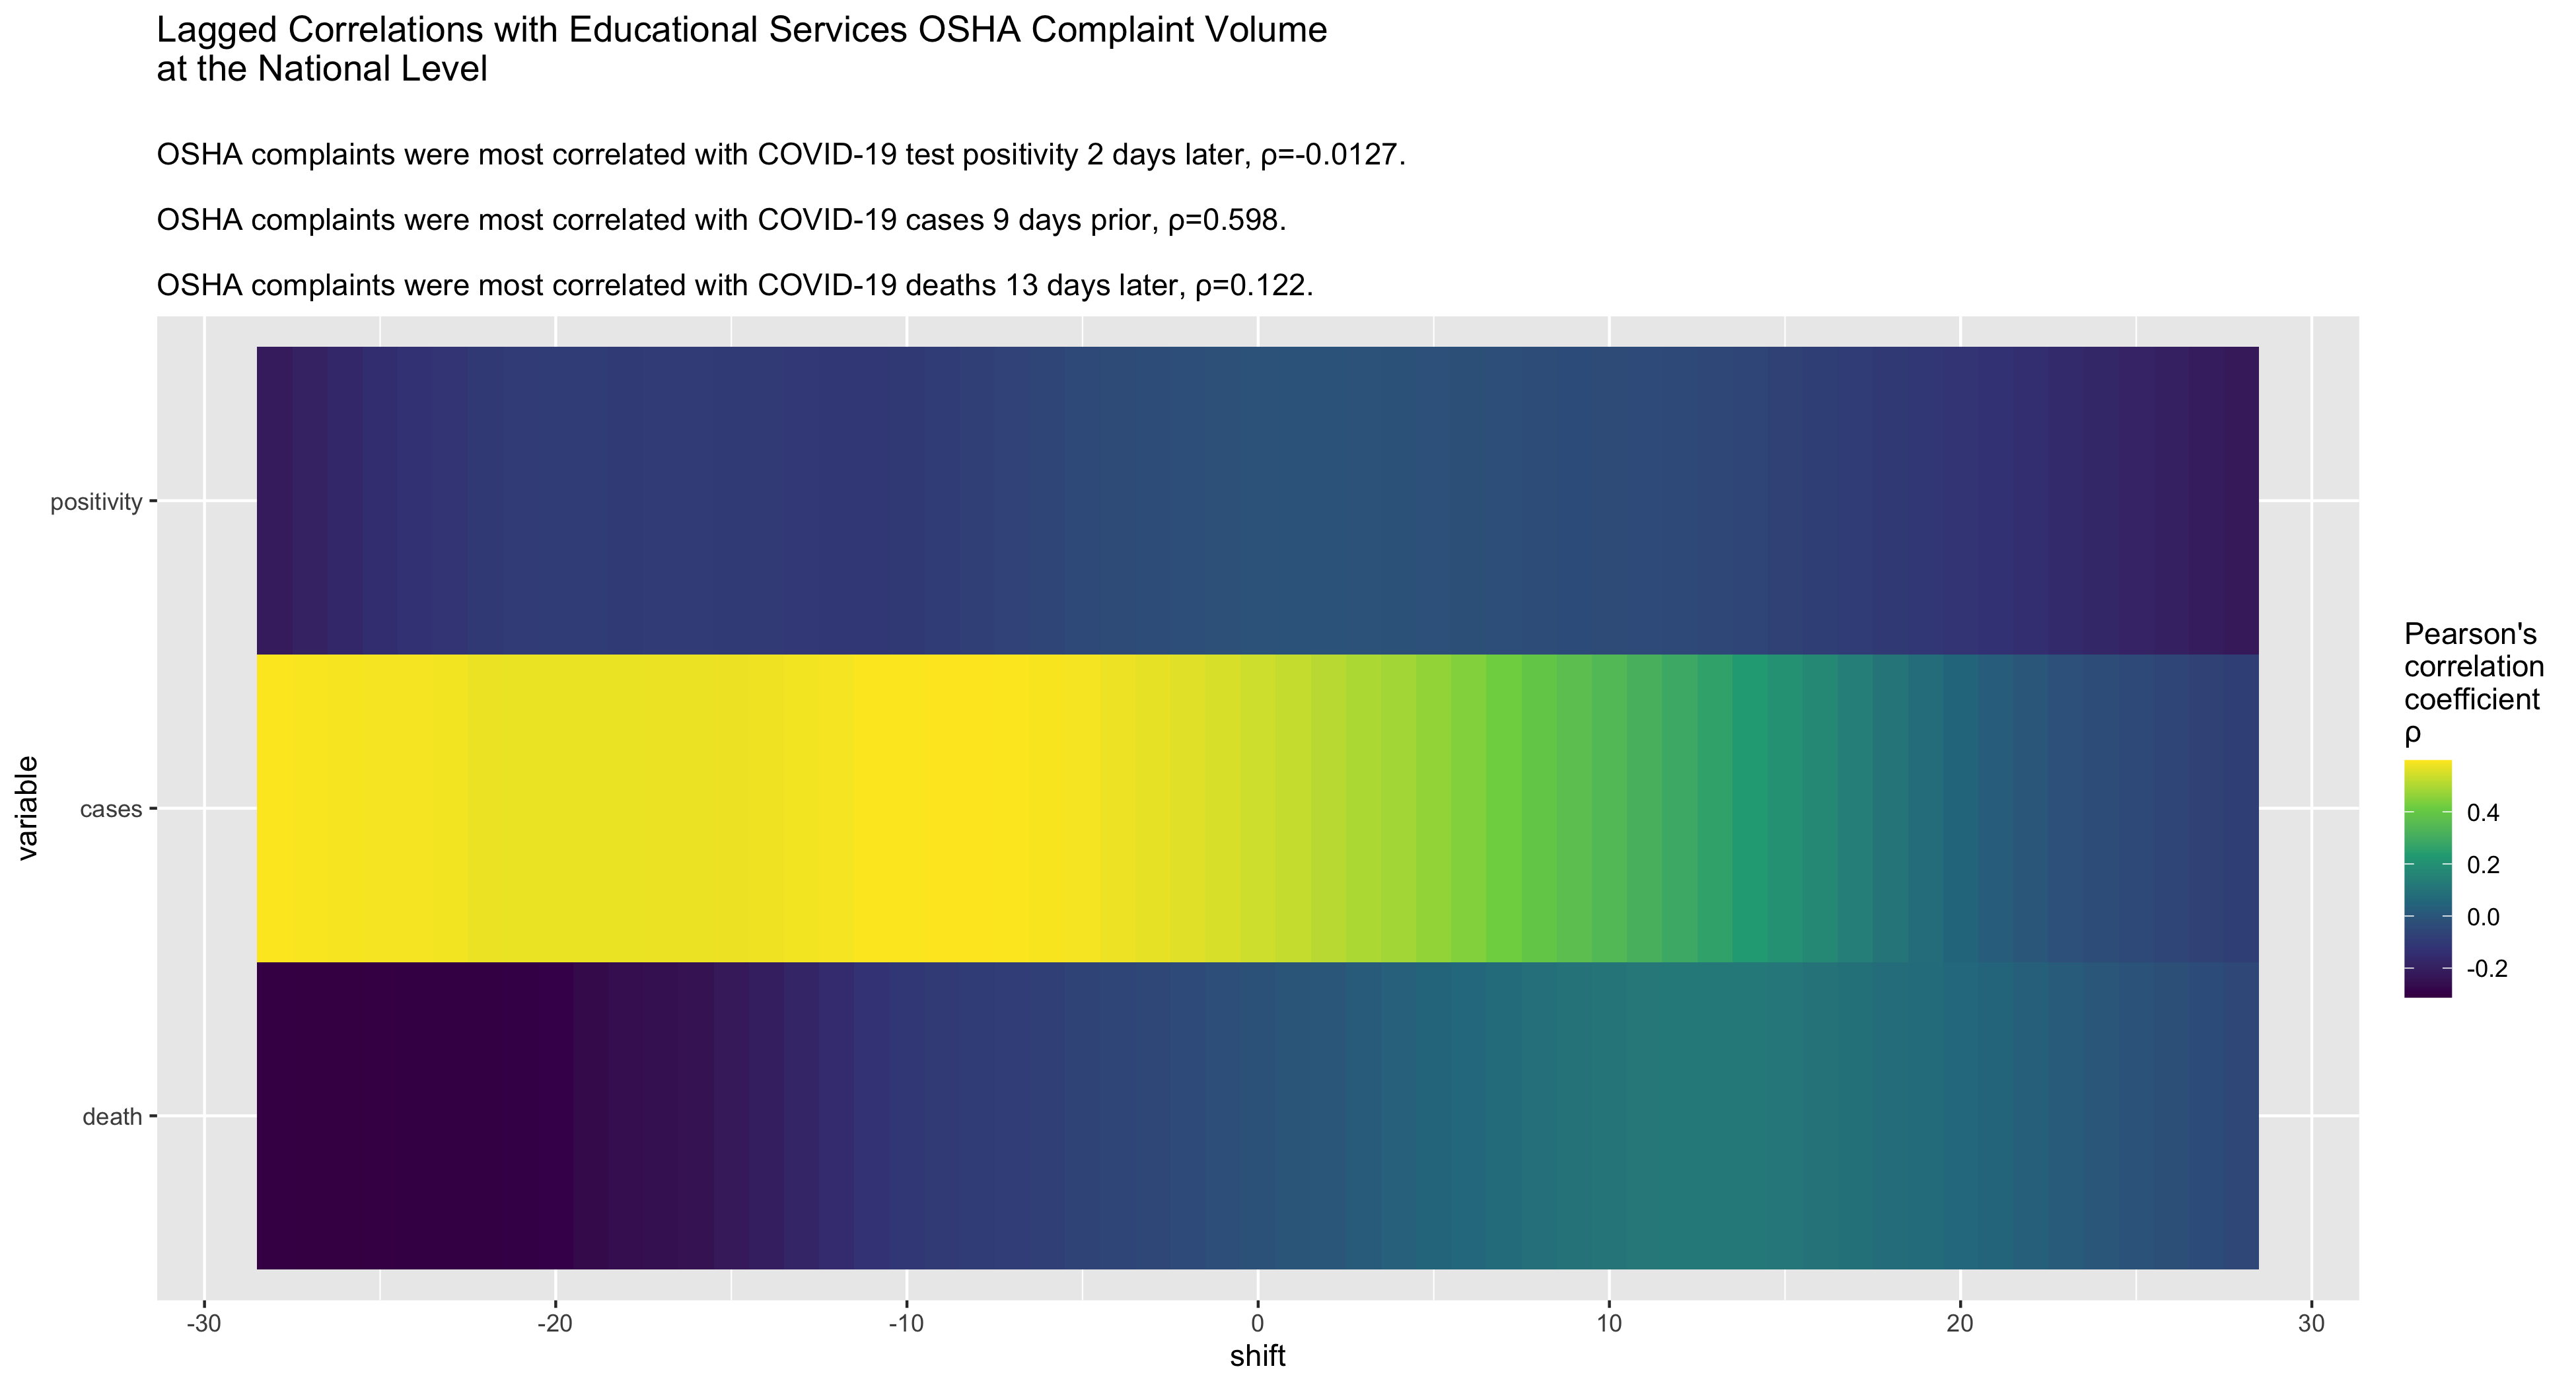 Lagged Correlations with Educational Services OSHA Complaint Volume
at the National Level
OSHA complaints were most correlated with COVID-19 test positivity 2 days later, ρ=-0.0127.
OSHA complaints were most correlated with COVID-19 cases 9 days prior, ρ=0.598.
OSHA complaints were most correlated with COVID-19 deaths 13 days later, ρ=0.122.
variable
positivity
cases
death
-30
-20
-10
0
10
20
30
shift
Pearson's
correlation
coefficient
ρ
0.4
0.2
0.0
-0.2